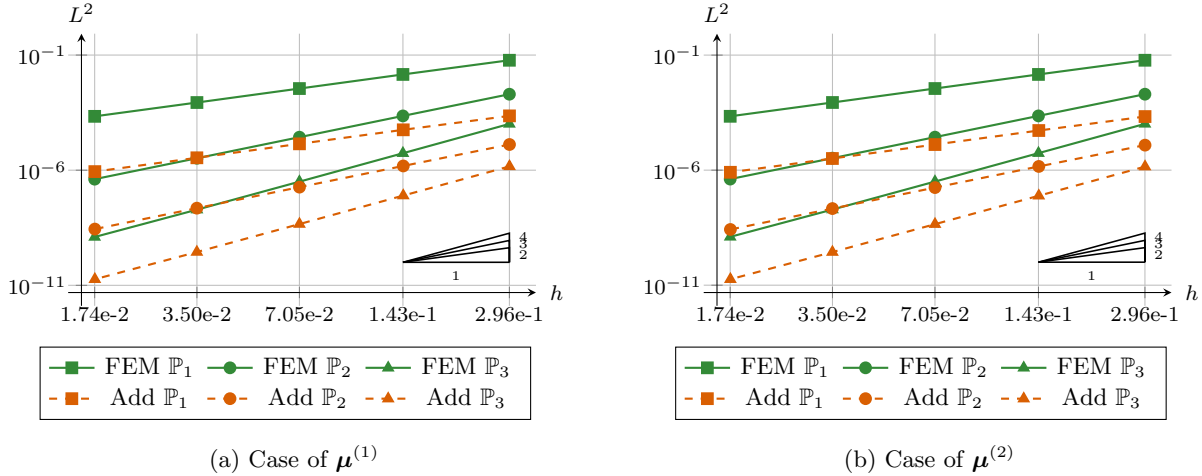 L²
10⁻¹
10⁻⁶
10⁻¹¹
4
3
2
1
h
1.74e-2 3.50e-2 7.05e-2 1.43e-1 2.96e-1
FEM ℙ₁ FEM ℙ₂ FEM ℙ₃
Add ℙ₁ Add ℙ₂ Add ℙ₃
(a) Case of 𝝁⁽¹⁾
L²
10⁻¹
10⁻⁶
10⁻¹¹
4
3
2
1
h
1.74e-2 3.50e-2 7.05e-2 1.43e-1 2.96e-1
FEM ℙ₁ FEM ℙ₂ FEM ℙ₃
Add ℙ₁ Add ℙ₂ Add ℙ₃
(b) Case of 𝝁⁽²⁾